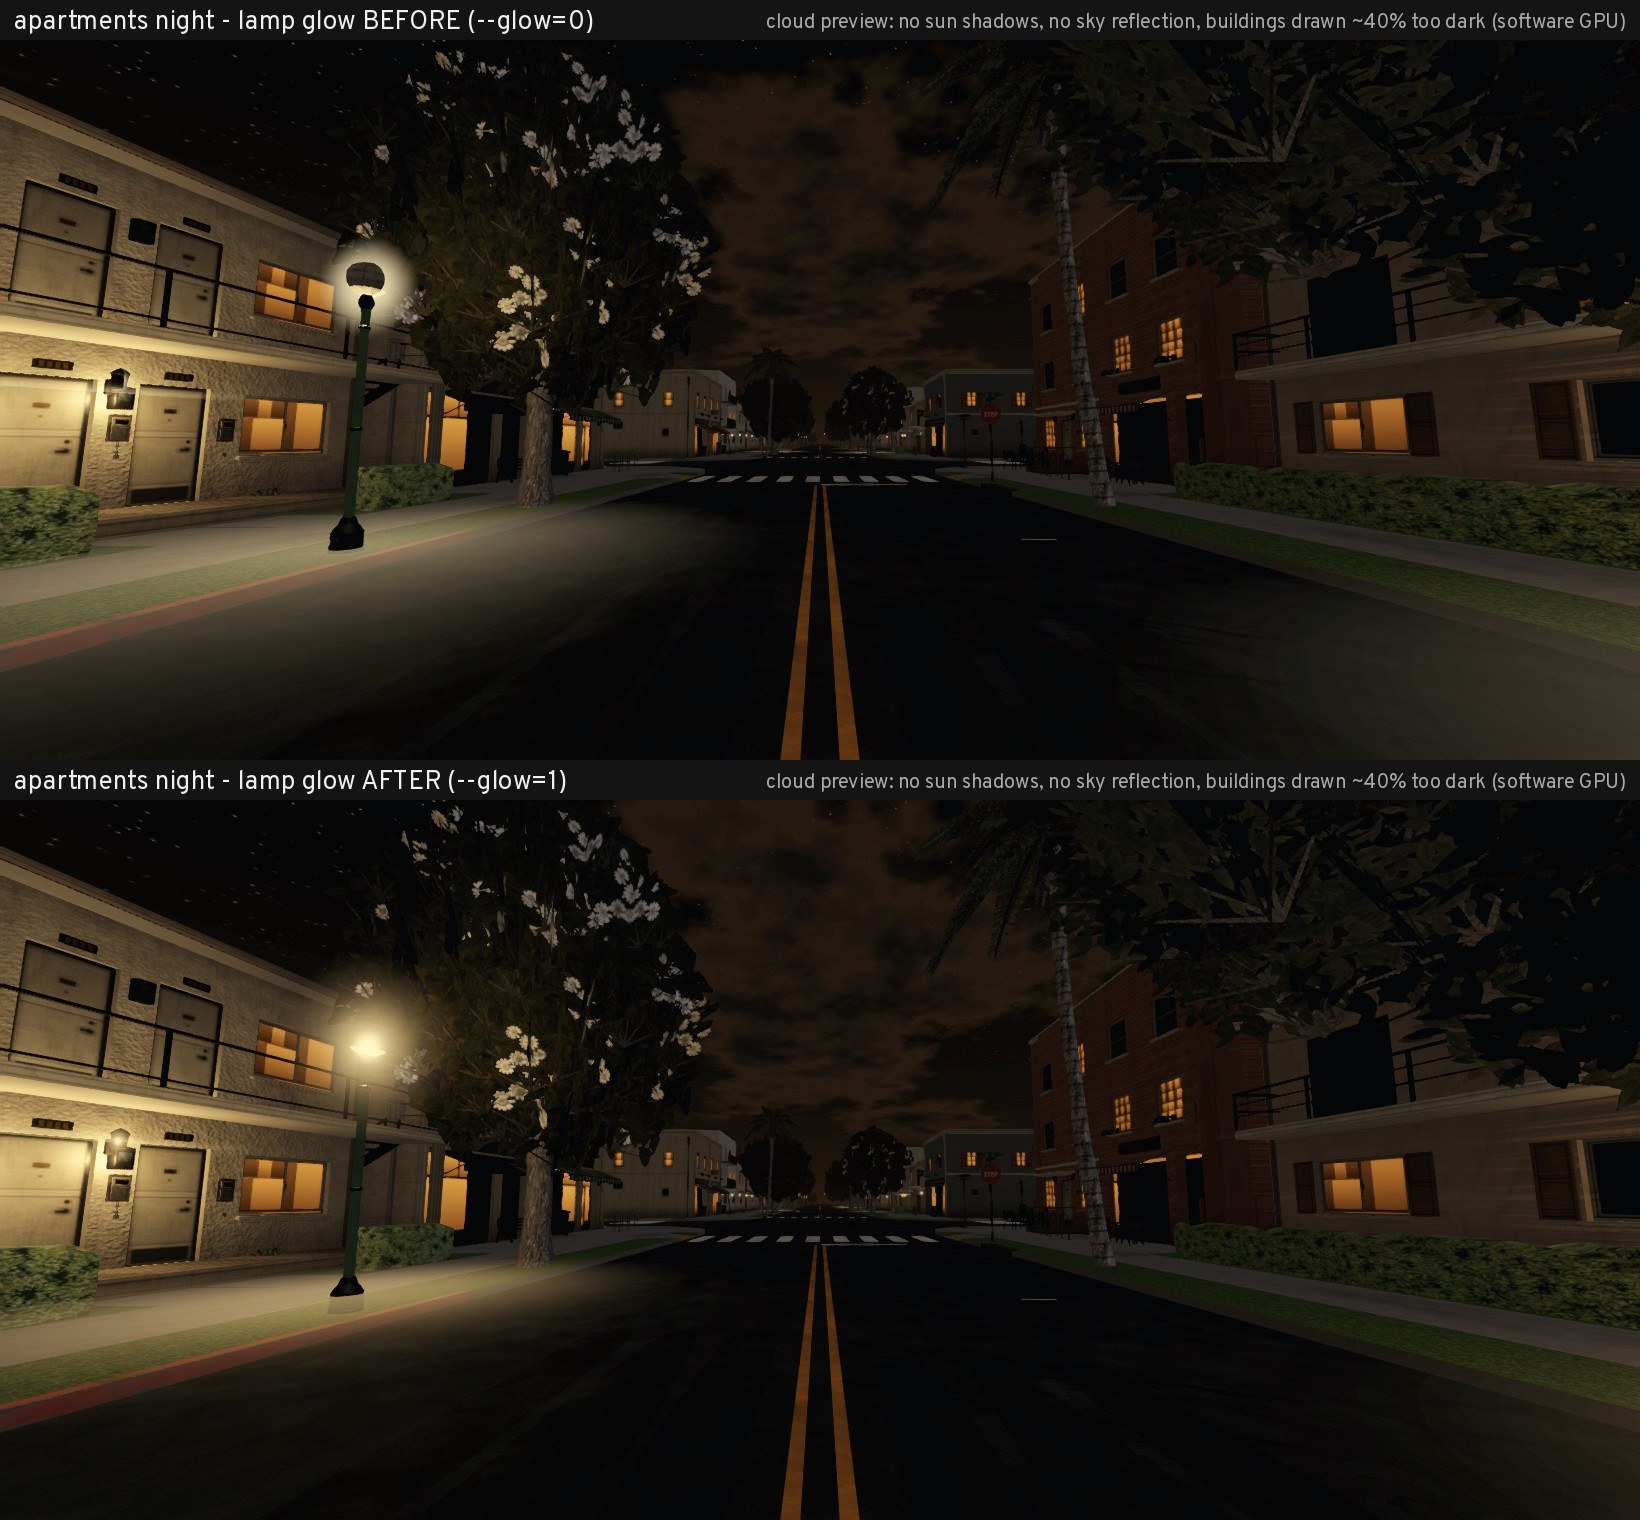 apartments night - lamp glow BEFORE (--glow=0)
cloud preview: no sun shadows, no sky reflection, buildings drawn ~40% too dark (software GPU)
STOP
apartments night - lamp glow AFTER (--glow=1)
cloud preview: no sun shadows, no sky reflection, buildings drawn ~40% too dark (software GPU)
STOP